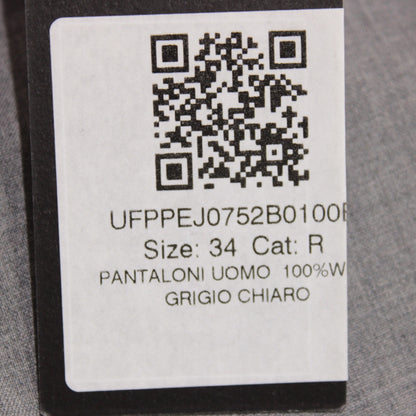 UFPPEJ0752B0100
Size: 34 Cat: R
PANTALONI UOMO 100%W
GRIGIO CHIARO